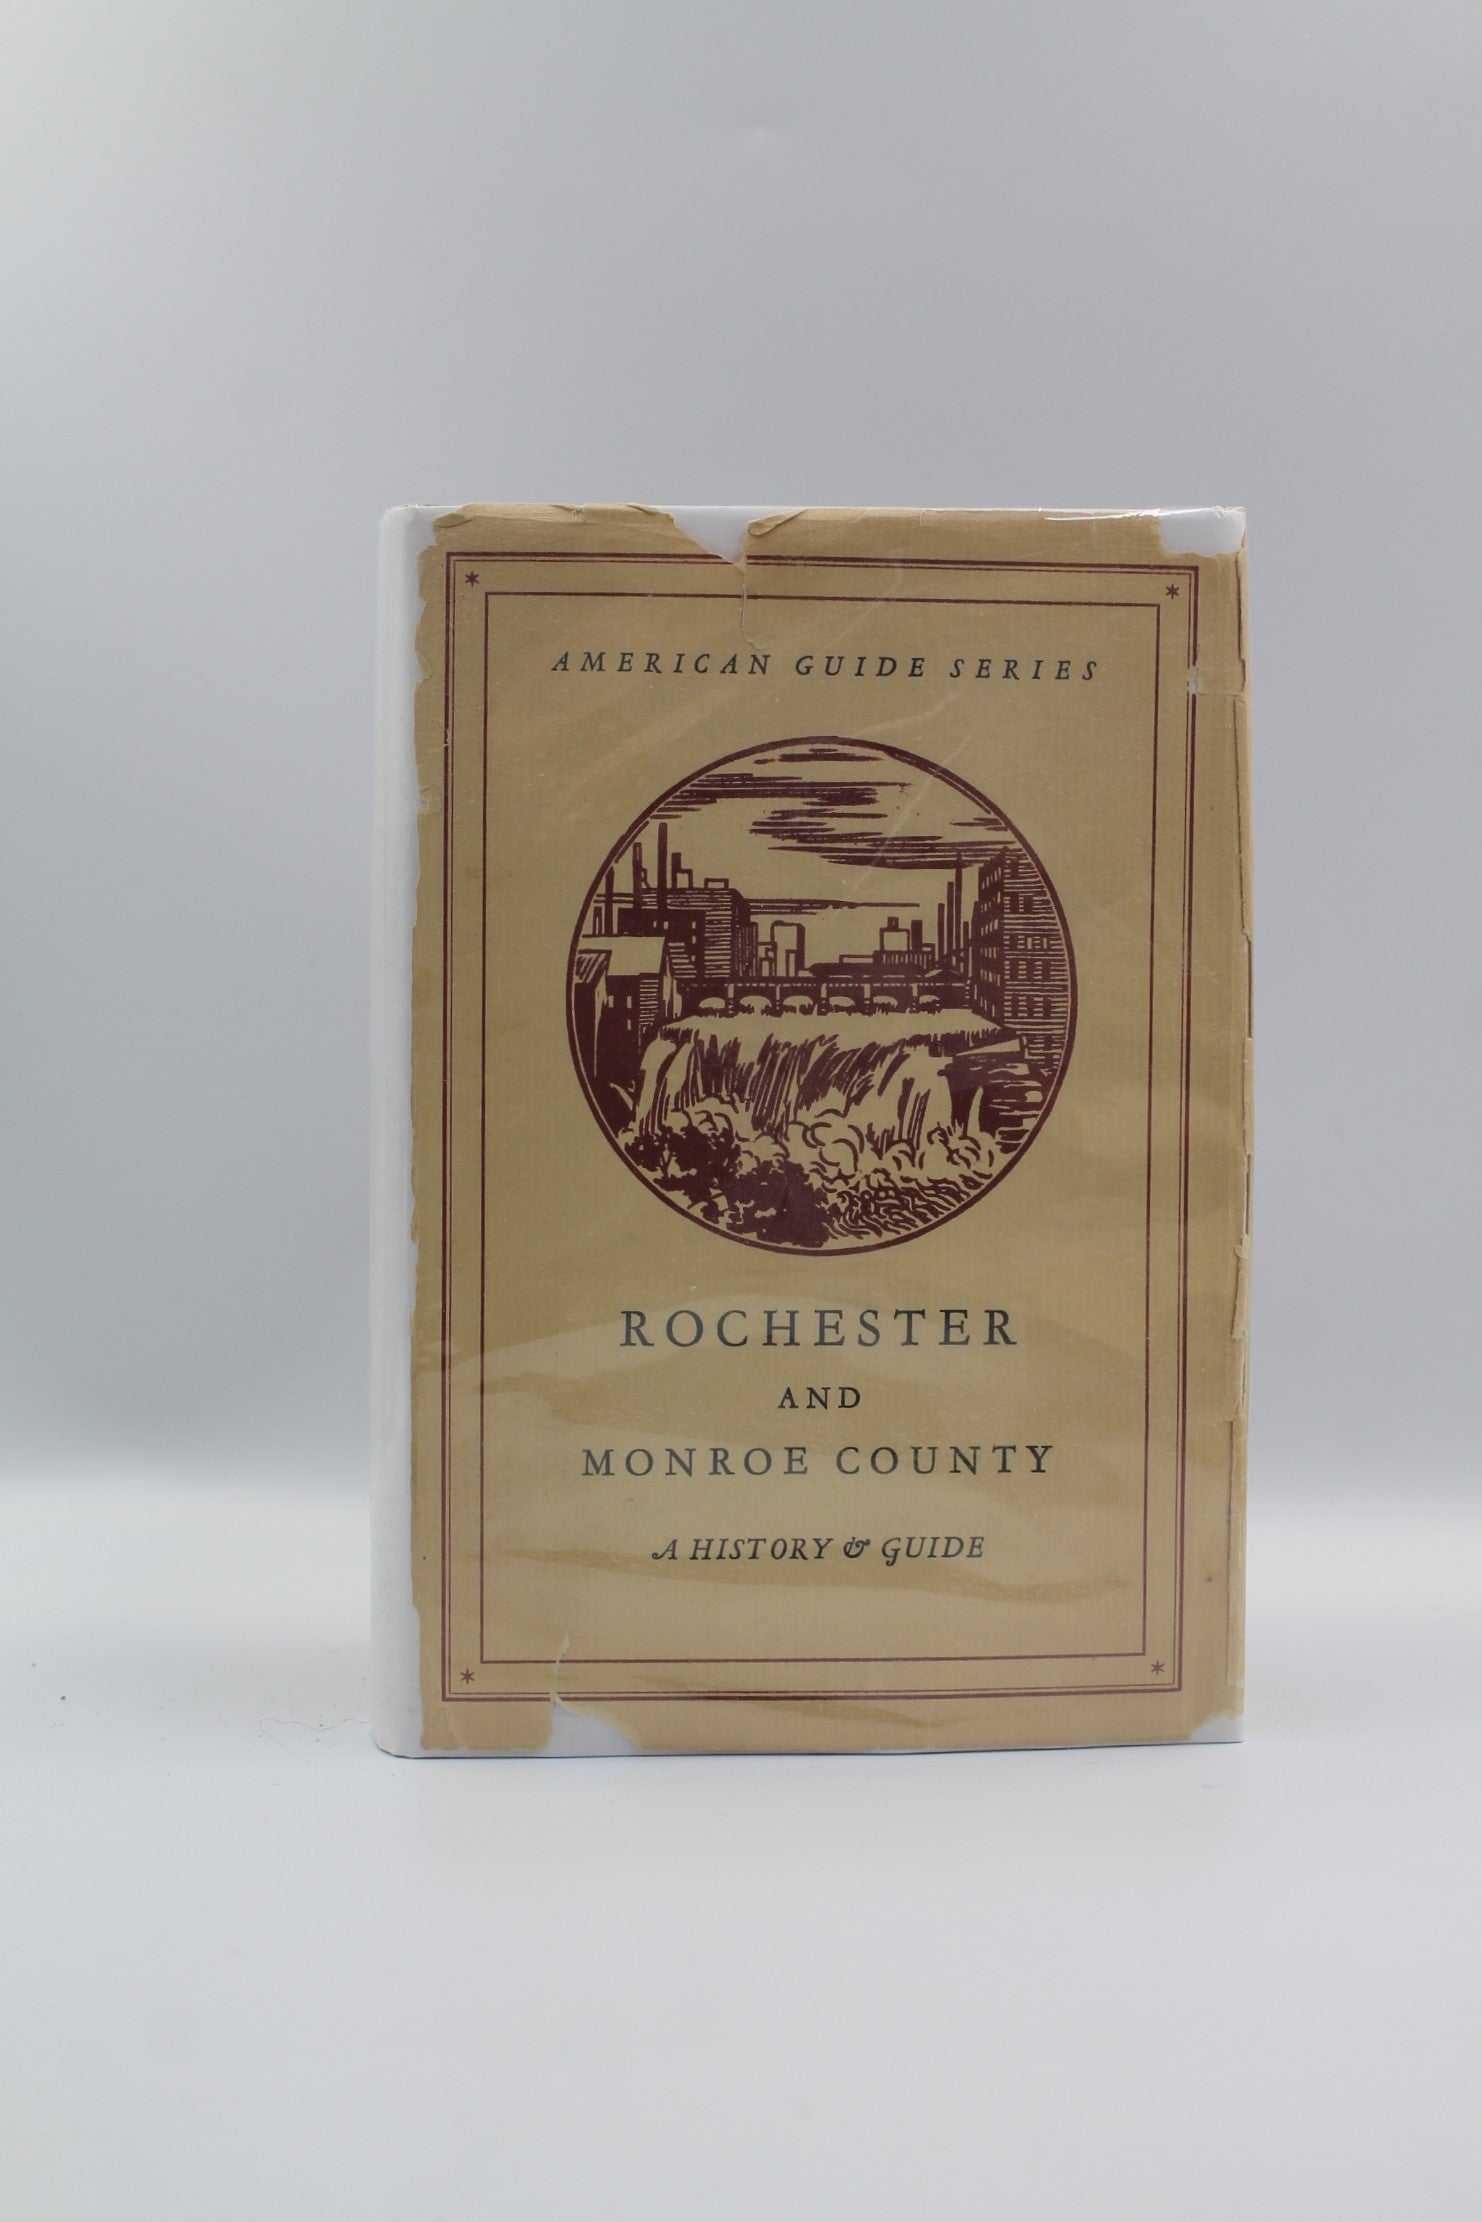 AMERICAN GUIDE SERIES
ROCHESTER
AND
MONROE COUNTY
A HISTORY & GUIDE